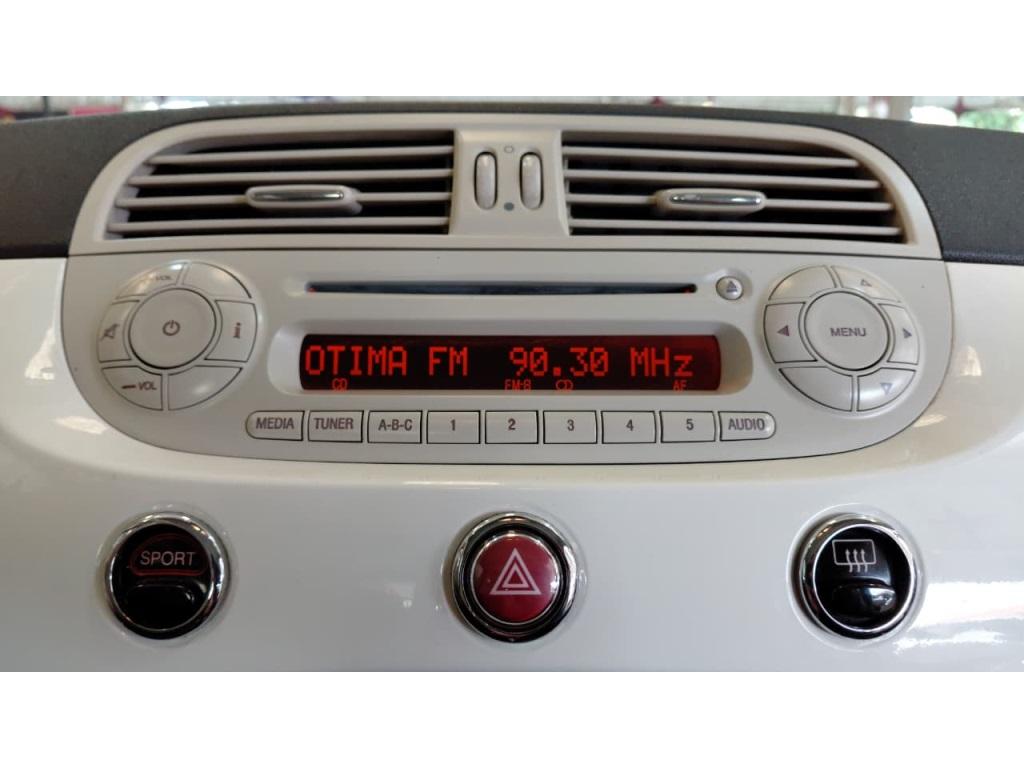 VOL
i
MENU
— VOL
OTIMA FM 90.30 MHz
CD FM-B AF
MEDIA TUNER A-B-C 1 2 3 4 5 AUDIO
SPORT